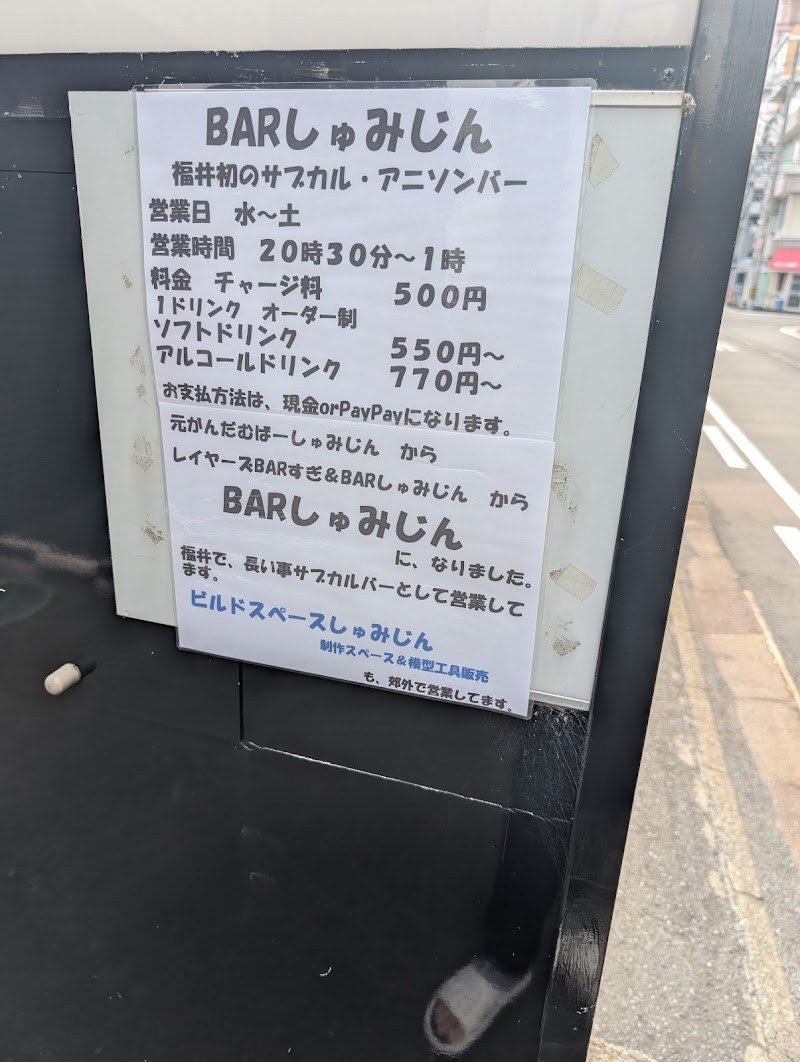 BARしゅみじん
福井初のサブカル・アニソンバー
営業日　水～土
営業時間　20時30分～1時
料金　チャージ料　500円
1ドリンク　オーダー制
ソフトドリンク　550円～
アルコールドリンク　770円～
お支払方法は、現金orPayPayになります。
元がんだむばーしゅみじん　から
レイヤーズBARすぎ＆BARしゅみじん　から
BARしゅみじん
に、なりました。
福井で、長い事サブカルバーとして営業して
ます。
ビルドスペースしゅみじん
制作スペース＆模型工具販売
も、郊外で営業してます。